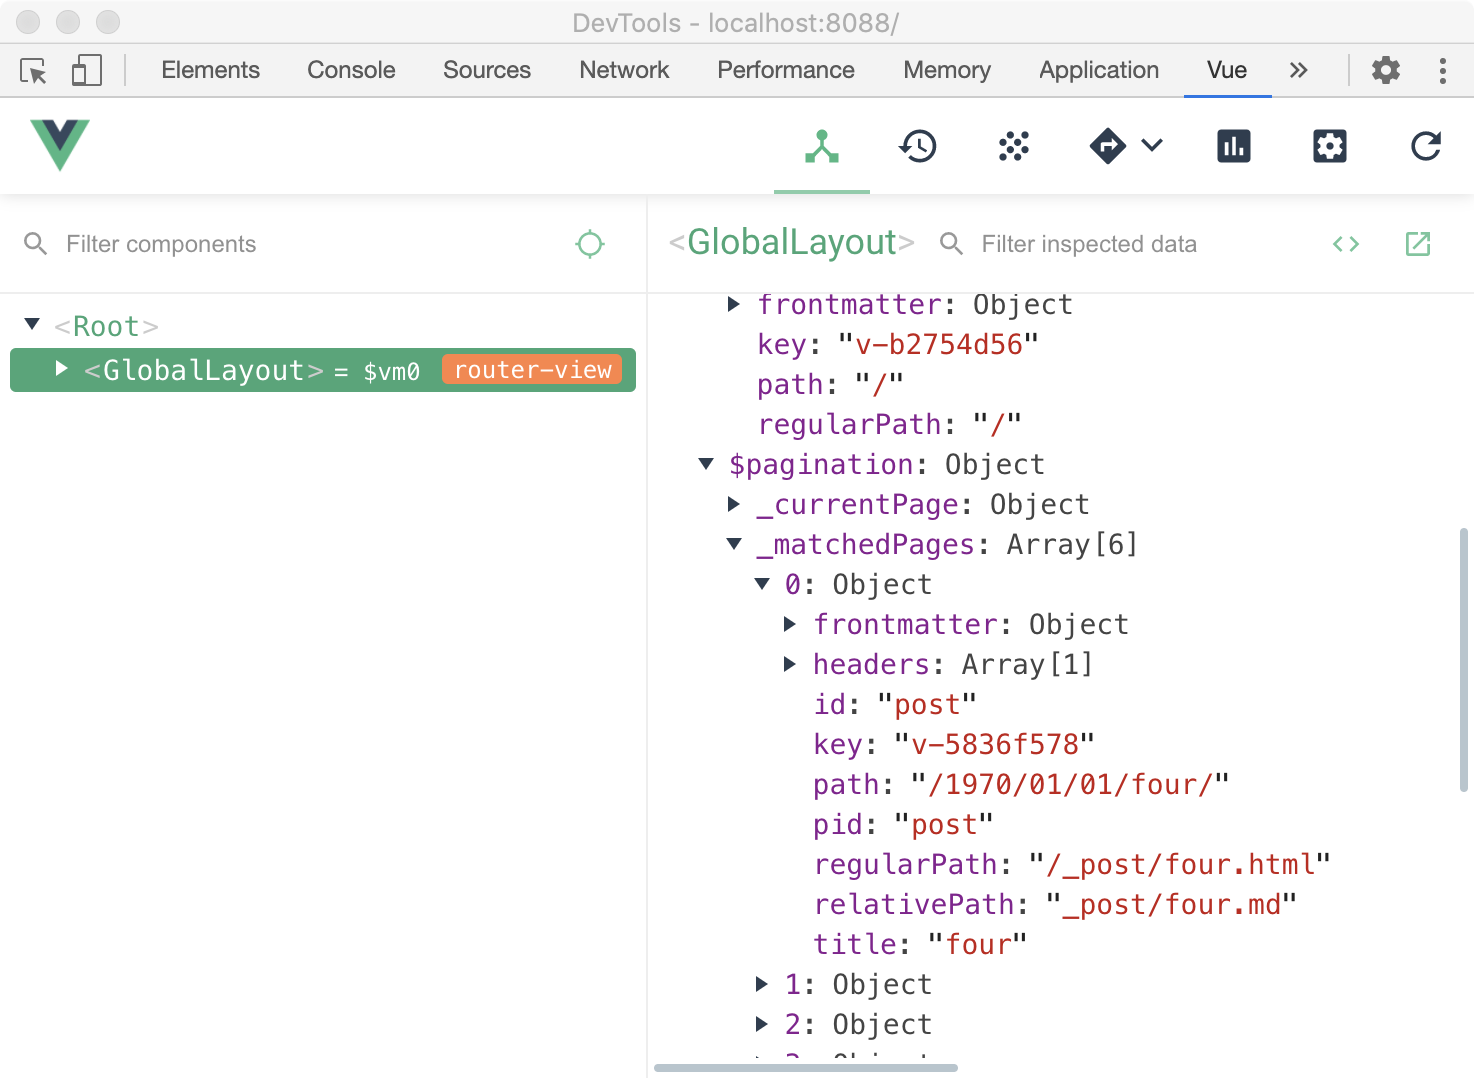 DevTools - localhost:8088/
Elements Console Sources Network Performance Memory Application Vue »
Filter components
<Root>
<GlobalLayout> = $vm0 router-view
<GlobalLayout> Filter inspected data
frontmatter: Object
key: "v-b2754d56"
path: "/"
regularPath: "/"
$pagination: Object
_currentPage: Object
_matchedPages: Array[6]
0: Object
frontmatter: Object
headers: Array[1]
id: "post"
key: "v-5836f578"
path: "/1970/01/01/four/"
pid: "post"
regularPath: "/_post/four.html"
relativePath: "_post/four.md"
title: "four"
1: Object
2: Object